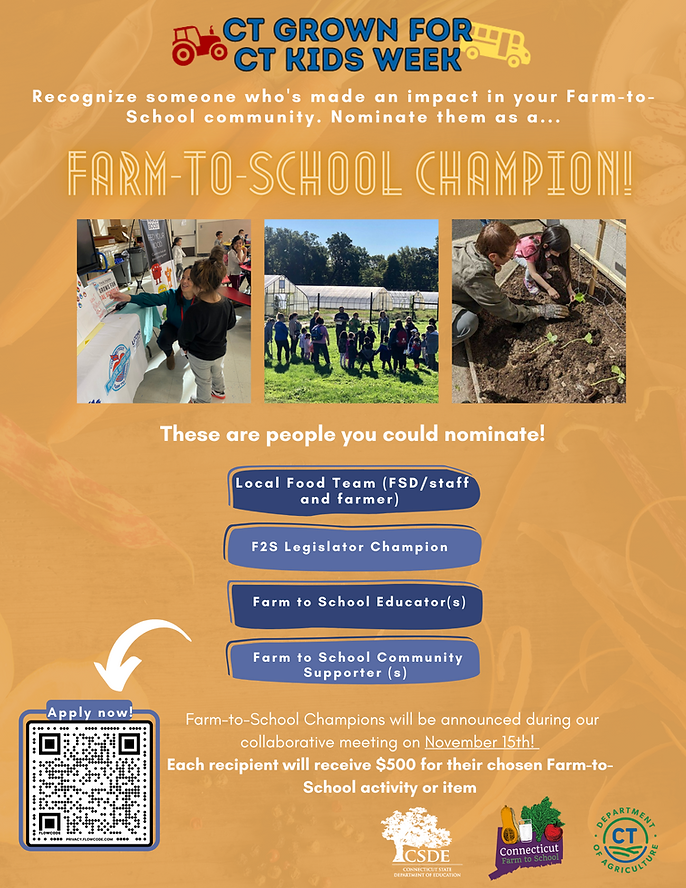 CT GROWN FOR
CT KIDS WEEK
Recognize someone who's made an impact in your Farm-to-
School community. Nominate them as a...
FARM-TO-SCHOOL CHAMPION!
These are people you could nominate!
Local Food Team (FSD/staff
and farmer)
F2S Legislator Champion
Farm to School Educator(s)
Farm to School Community
Supporter (s)
Apply now!
FLOWCODE
PRIVACY.FLOWCODE.COM
Farm-to-School Champions will be announced during our
collaborative meeting on November 15th!
Each recipient will receive $500 for their chosen Farm-to-
School activity or item
CSDE
CONNECTICUT STATE
DEPARTMENT OF EDUCATION
Connecticut
Farm to School
DEPARTMENT
CT
OF AGRICULTURE